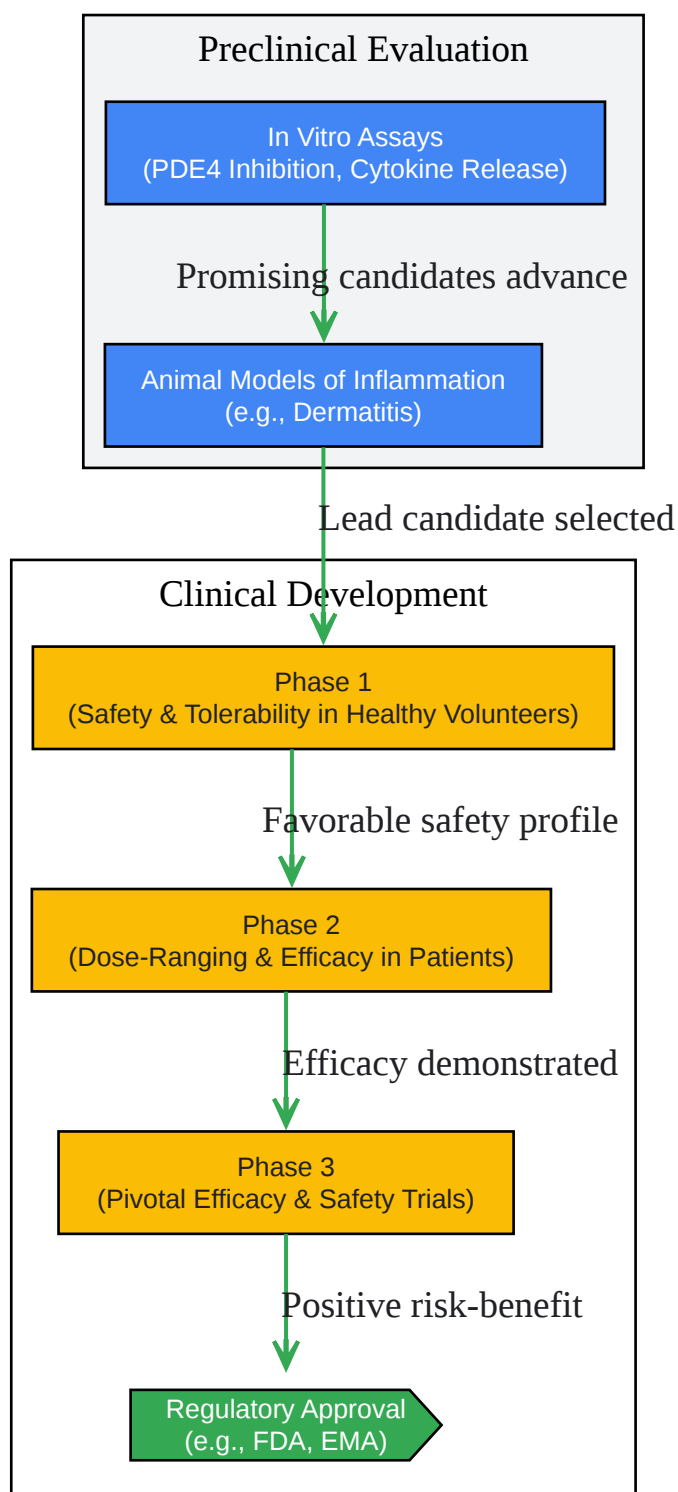 Preclinical Evaluation
In Vitro Assays
(PDE4 Inhibition, Cytokine Release)
Promising candidates advance
Animal Models of Inflammation
(e.g., Dermatitis)
Lead candidate selected
Clinical Development
Phase 1
(Safety & Tolerability in Healthy Volunteers)
Favorable safety profile
Phase 2
(Dose-Ranging & Efficacy in Patients)
Efficacy demonstrated
Phase 3
(Pivotal Efficacy & Safety Trials)
Positive risk-benefit
Regulatory Approval
(e.g., FDA, EMA)